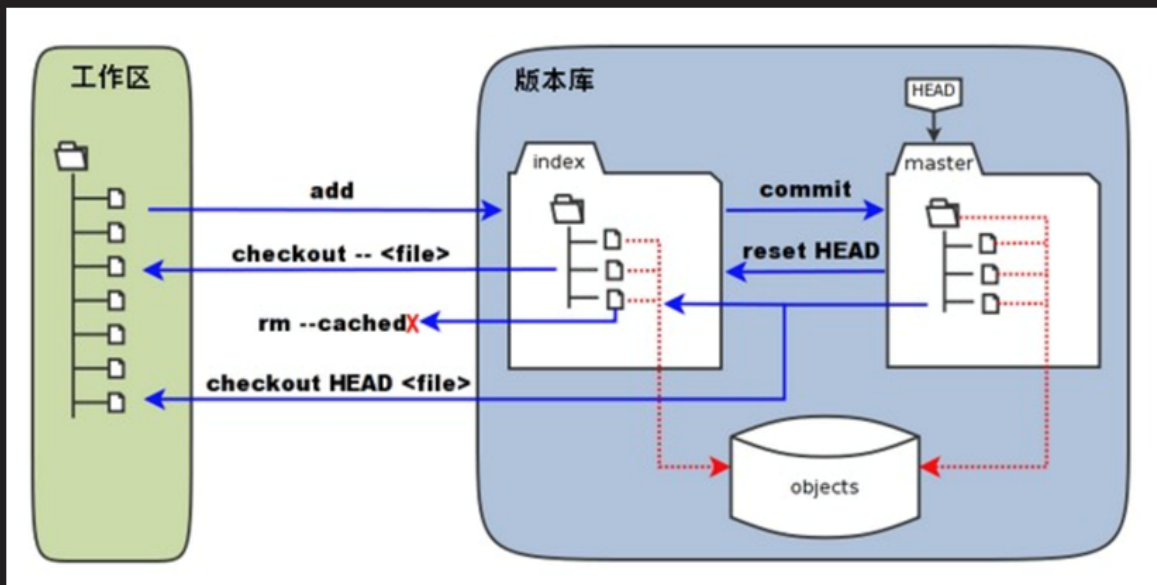 工作区
版本库
HEAD
index
master
add
commit
checkout -- <file>
reset HEAD
rm --cachedX
checkout HEAD <file>
objects